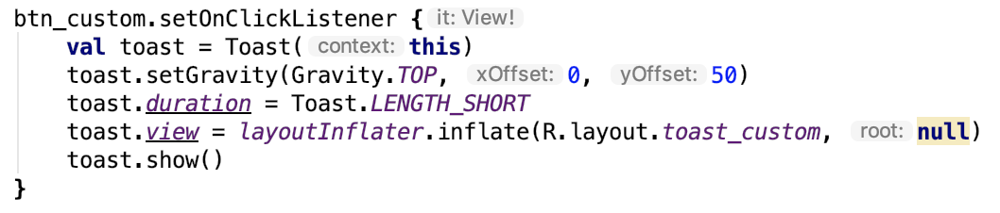 btn_custom.setOnClickListener { it: View!
    val toast = Toast( context: this)
    toast.setGravity(Gravity.TOP, xOffset: 0, yOffset: 50)
    toast.duration = Toast.LENGTH_SHORT
    toast.view = layoutInflater.inflate(R.layout.toast_custom, root: null)
    toast.show()
}